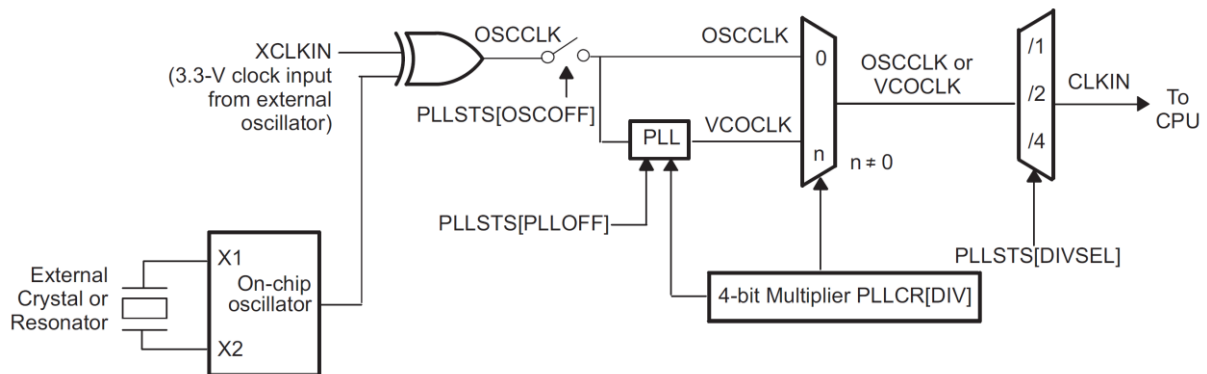 XCLKIN
(3.3-V clock input
from external
oscillator)
OSCCLK
PLLSTS[OSCOFF]
OSCCLK
0
OSCCLK or
VCOCLK
/1
/2
/4
CLKIN
To
CPU
PLL
VCOCLK
n
n ≠ 0
PLLSTS[PLLOFF]
PLLSTS[DIVSEL]
4-bit Multiplier PLLCR[DIV]
External
Crystal or
Resonator
X1
On-chip
oscillator
X2